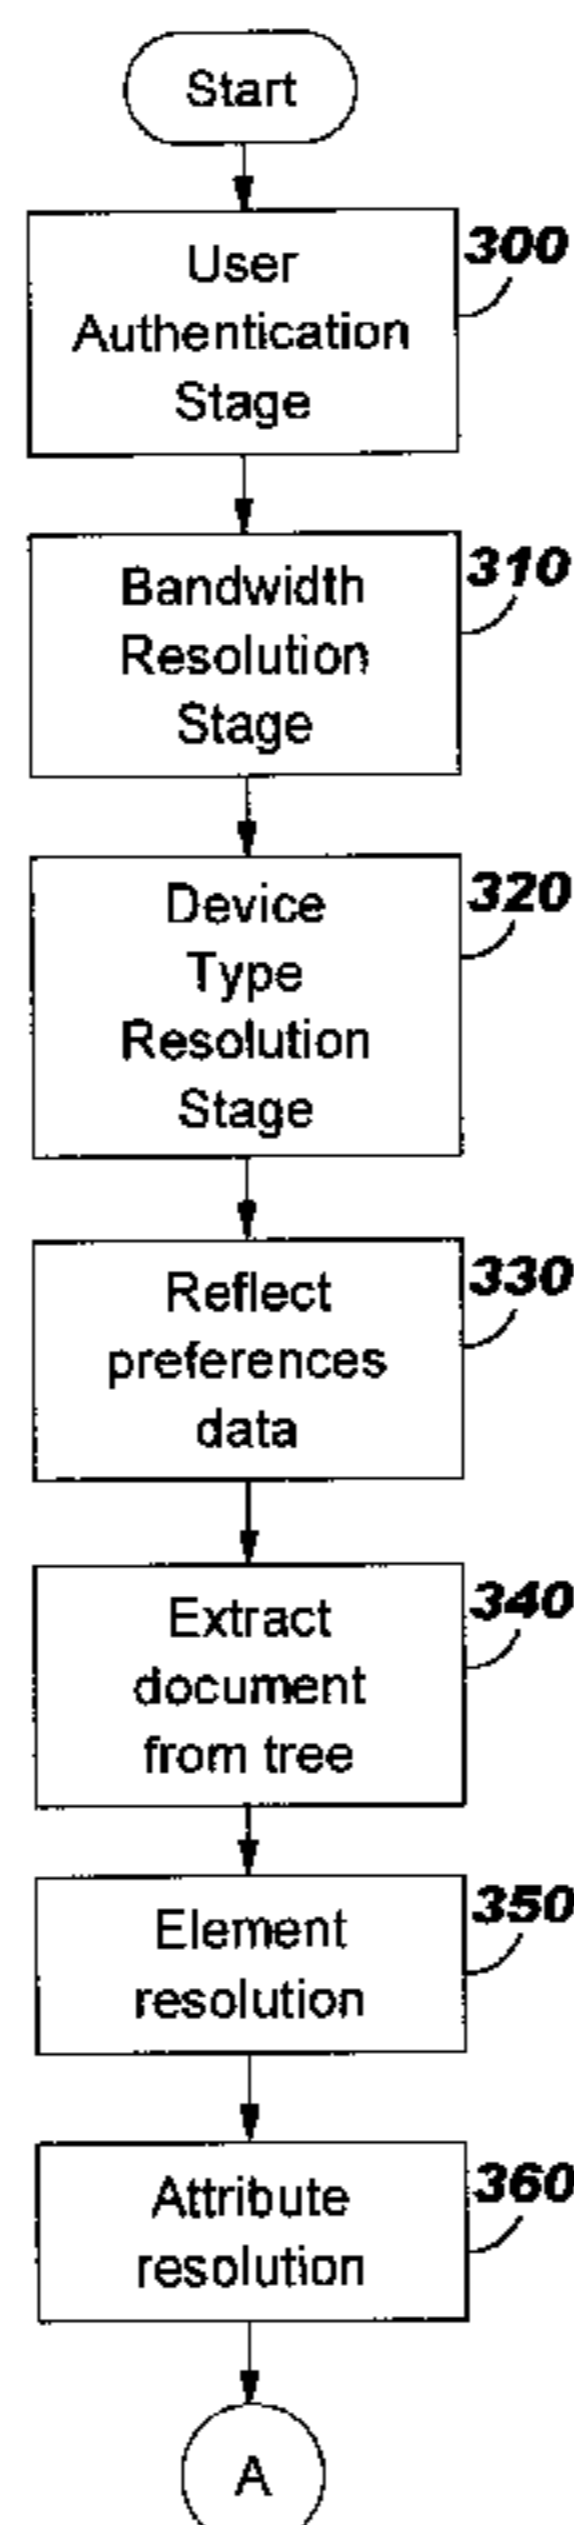 Start
300
User
Authentication
Stage
310
Bandwidth
Resolution
Stage
320
Device
Type
Resolution
Stage
330
Reflect
preferences
data
340
Extract
document
from tree
350
Element
resolution
360
Attribute
resolution
A